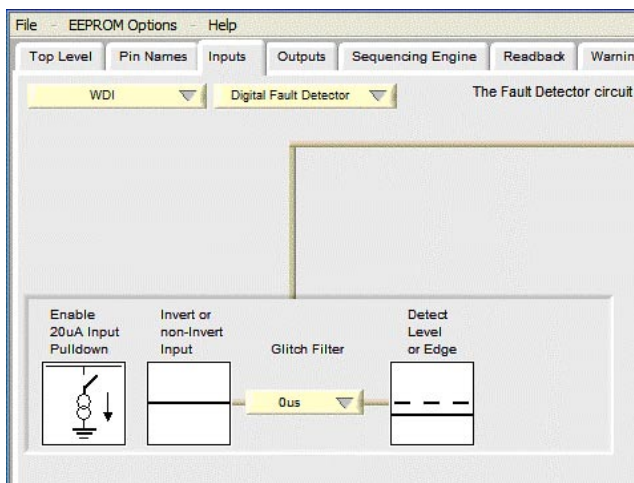 File - EEPROM Options - Help
Top Level Pin Names Inputs Outputs Sequencing Engine Readback
WDI Digital Fault Detector The Fault Detector circuit
Enable
20uA Input
Pulldown
Invert or
non-Invert
Input
Glitch Filter
0us
Detect
Level
or Edge